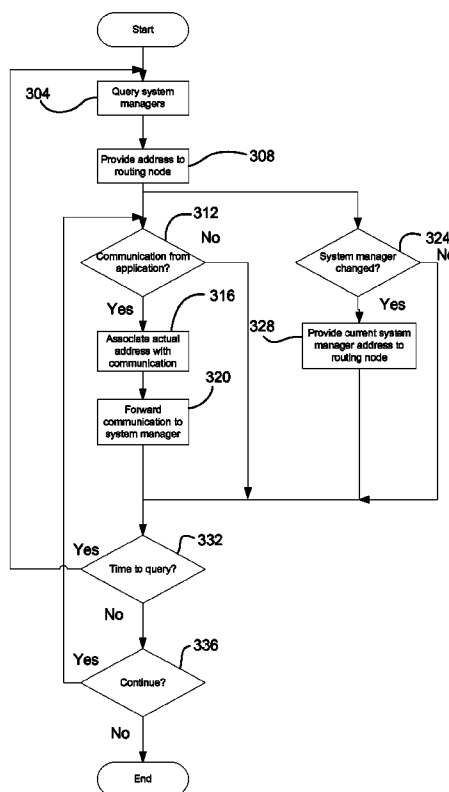 Start
304
Query system
managers
Provide address to
routing node
308
312
Communication from
application?
No
Yes
324
System manager
changed?
No
Yes
316
Associate actual
address with
communication
328
Provide current system
manager address to
routing node
320
Forward
communication to
system manager
332
Yes
Time to query?
No
336
Yes
Continue?
No
End